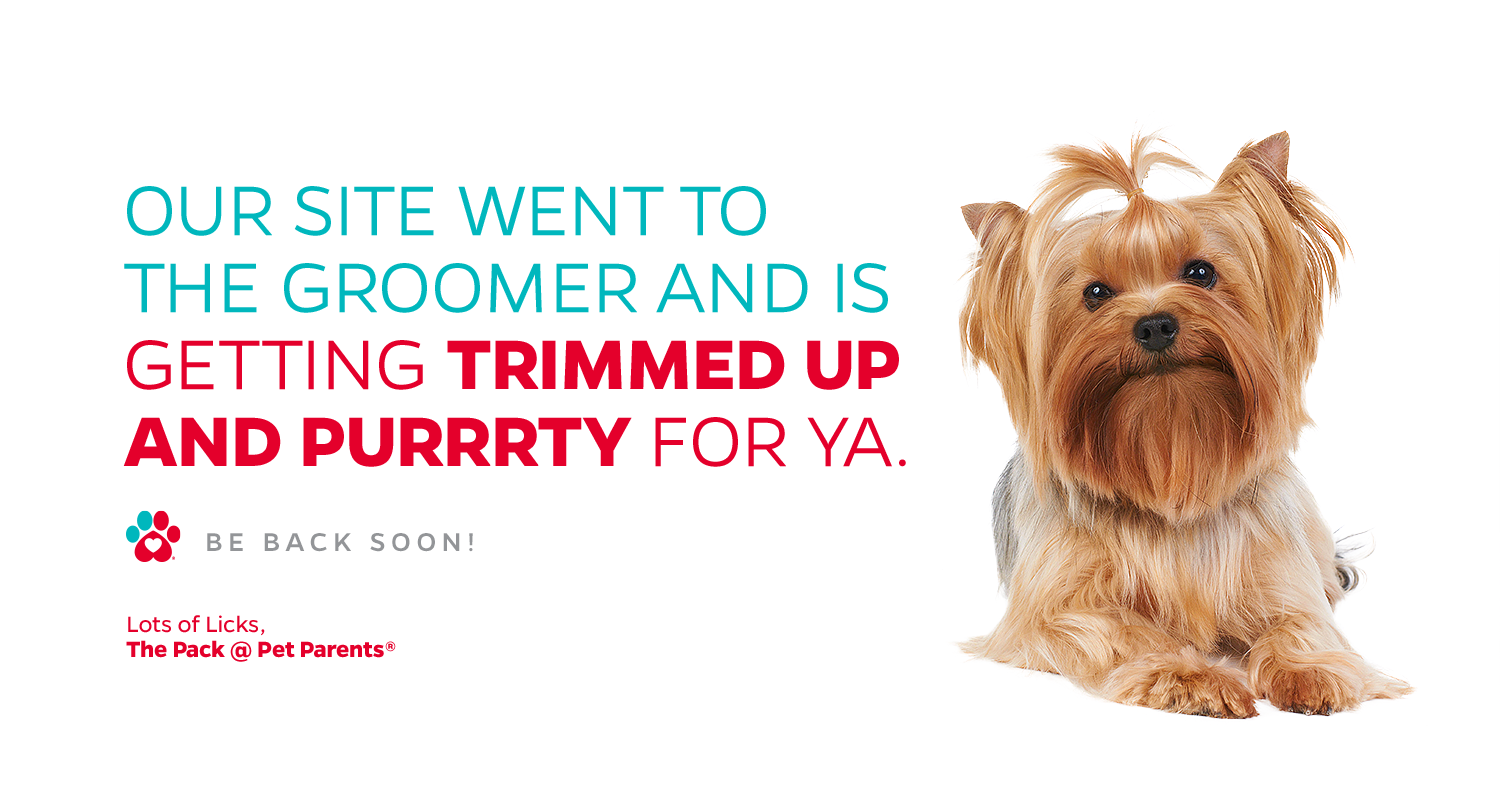 OUR SITE WENT TO
THE GROOMER AND IS
GETTING TRIMMED UP
AND PURRRTY FOR YA.
BE BACK SOON!
Lots of Licks,
The Pack @ Pet Parents®